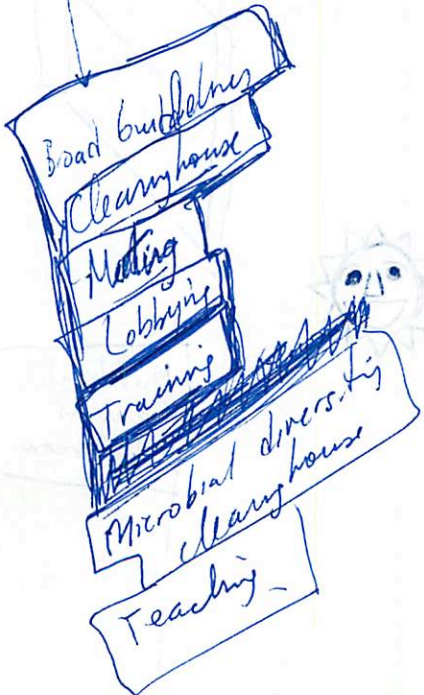 Broad Guidelines
Clearinghouse
Meeting
Lobbying
Training
Microbial diversity
clearinghouse
Teaching